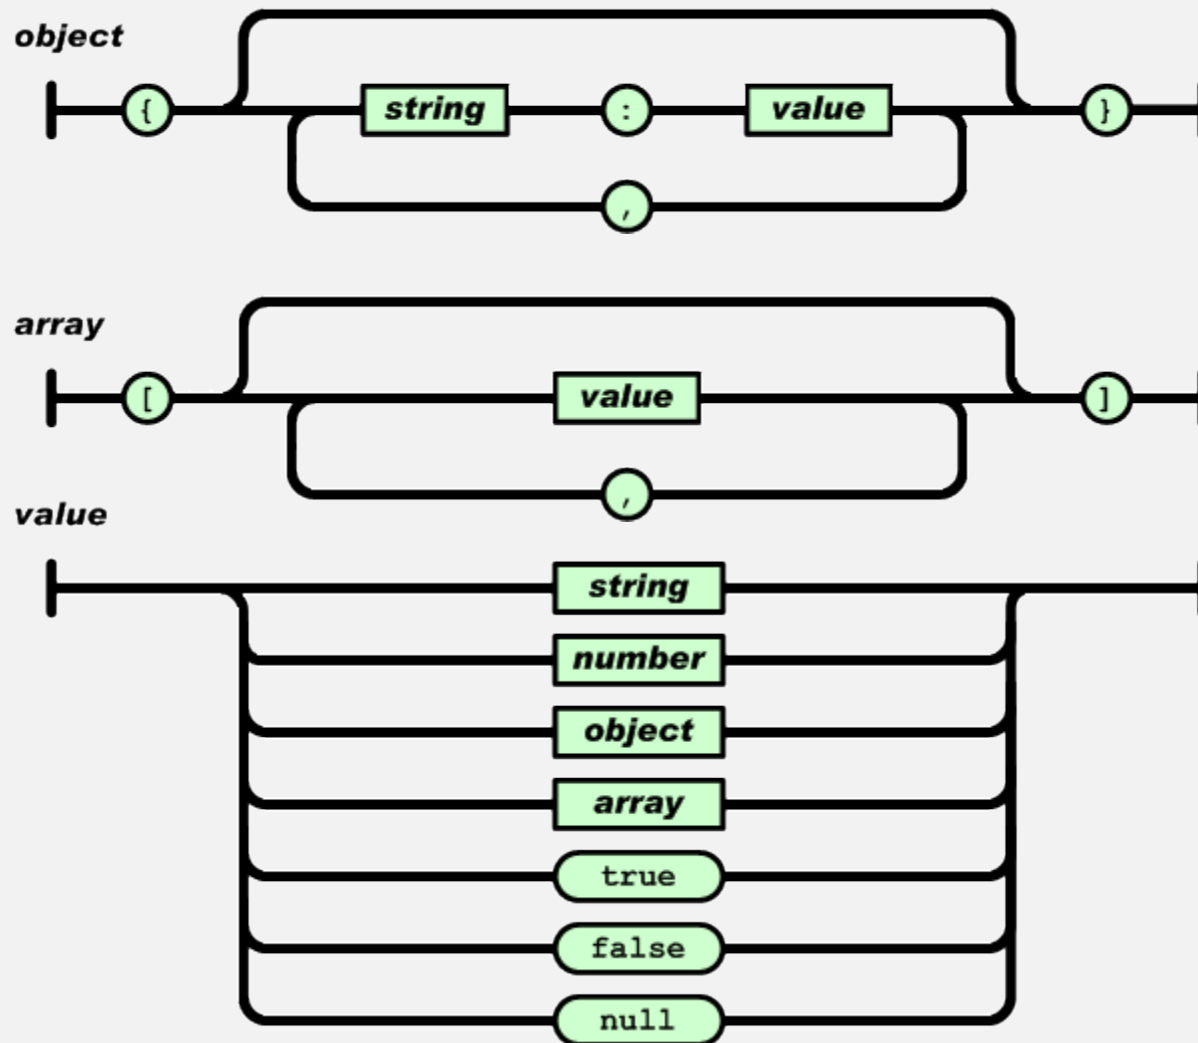 object
{ string : value }
,
array
[ value ]
,
value
string
number
object
array
true
false
null